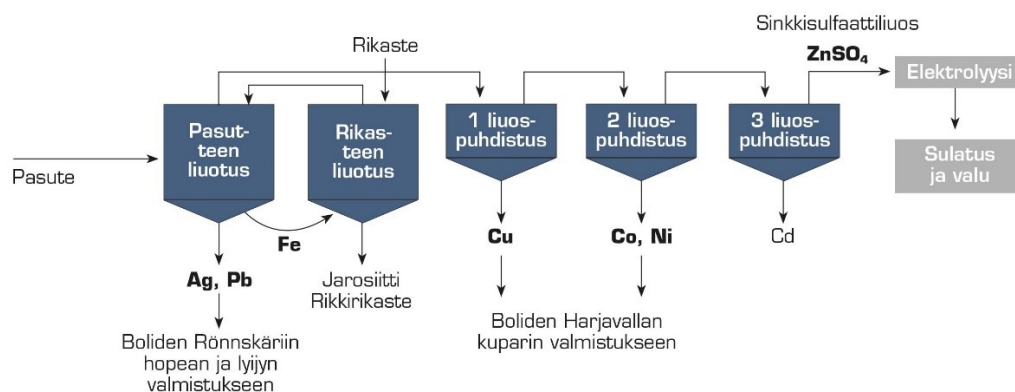 Rikaste
Sinkkisulfaattiliuos
ZnSO₄
Elektrolyysi
Sulatus
ja valu
Pasute
Pasut-
teen
liuotus
Rikas-
teen
liuotus
1 liuos-
puhdistus
2 liuos-
puhdistus
3 liuos-
puhdistus
Fe
Ag, Pb
Boliden Rönnskäriin
hopean ja lyijyn
valmistukseen
Jarosiitti
Rikkirikaste
Cu
Co, Ni
Cd
Boliden Harjavallan
kuparin valmistukseen